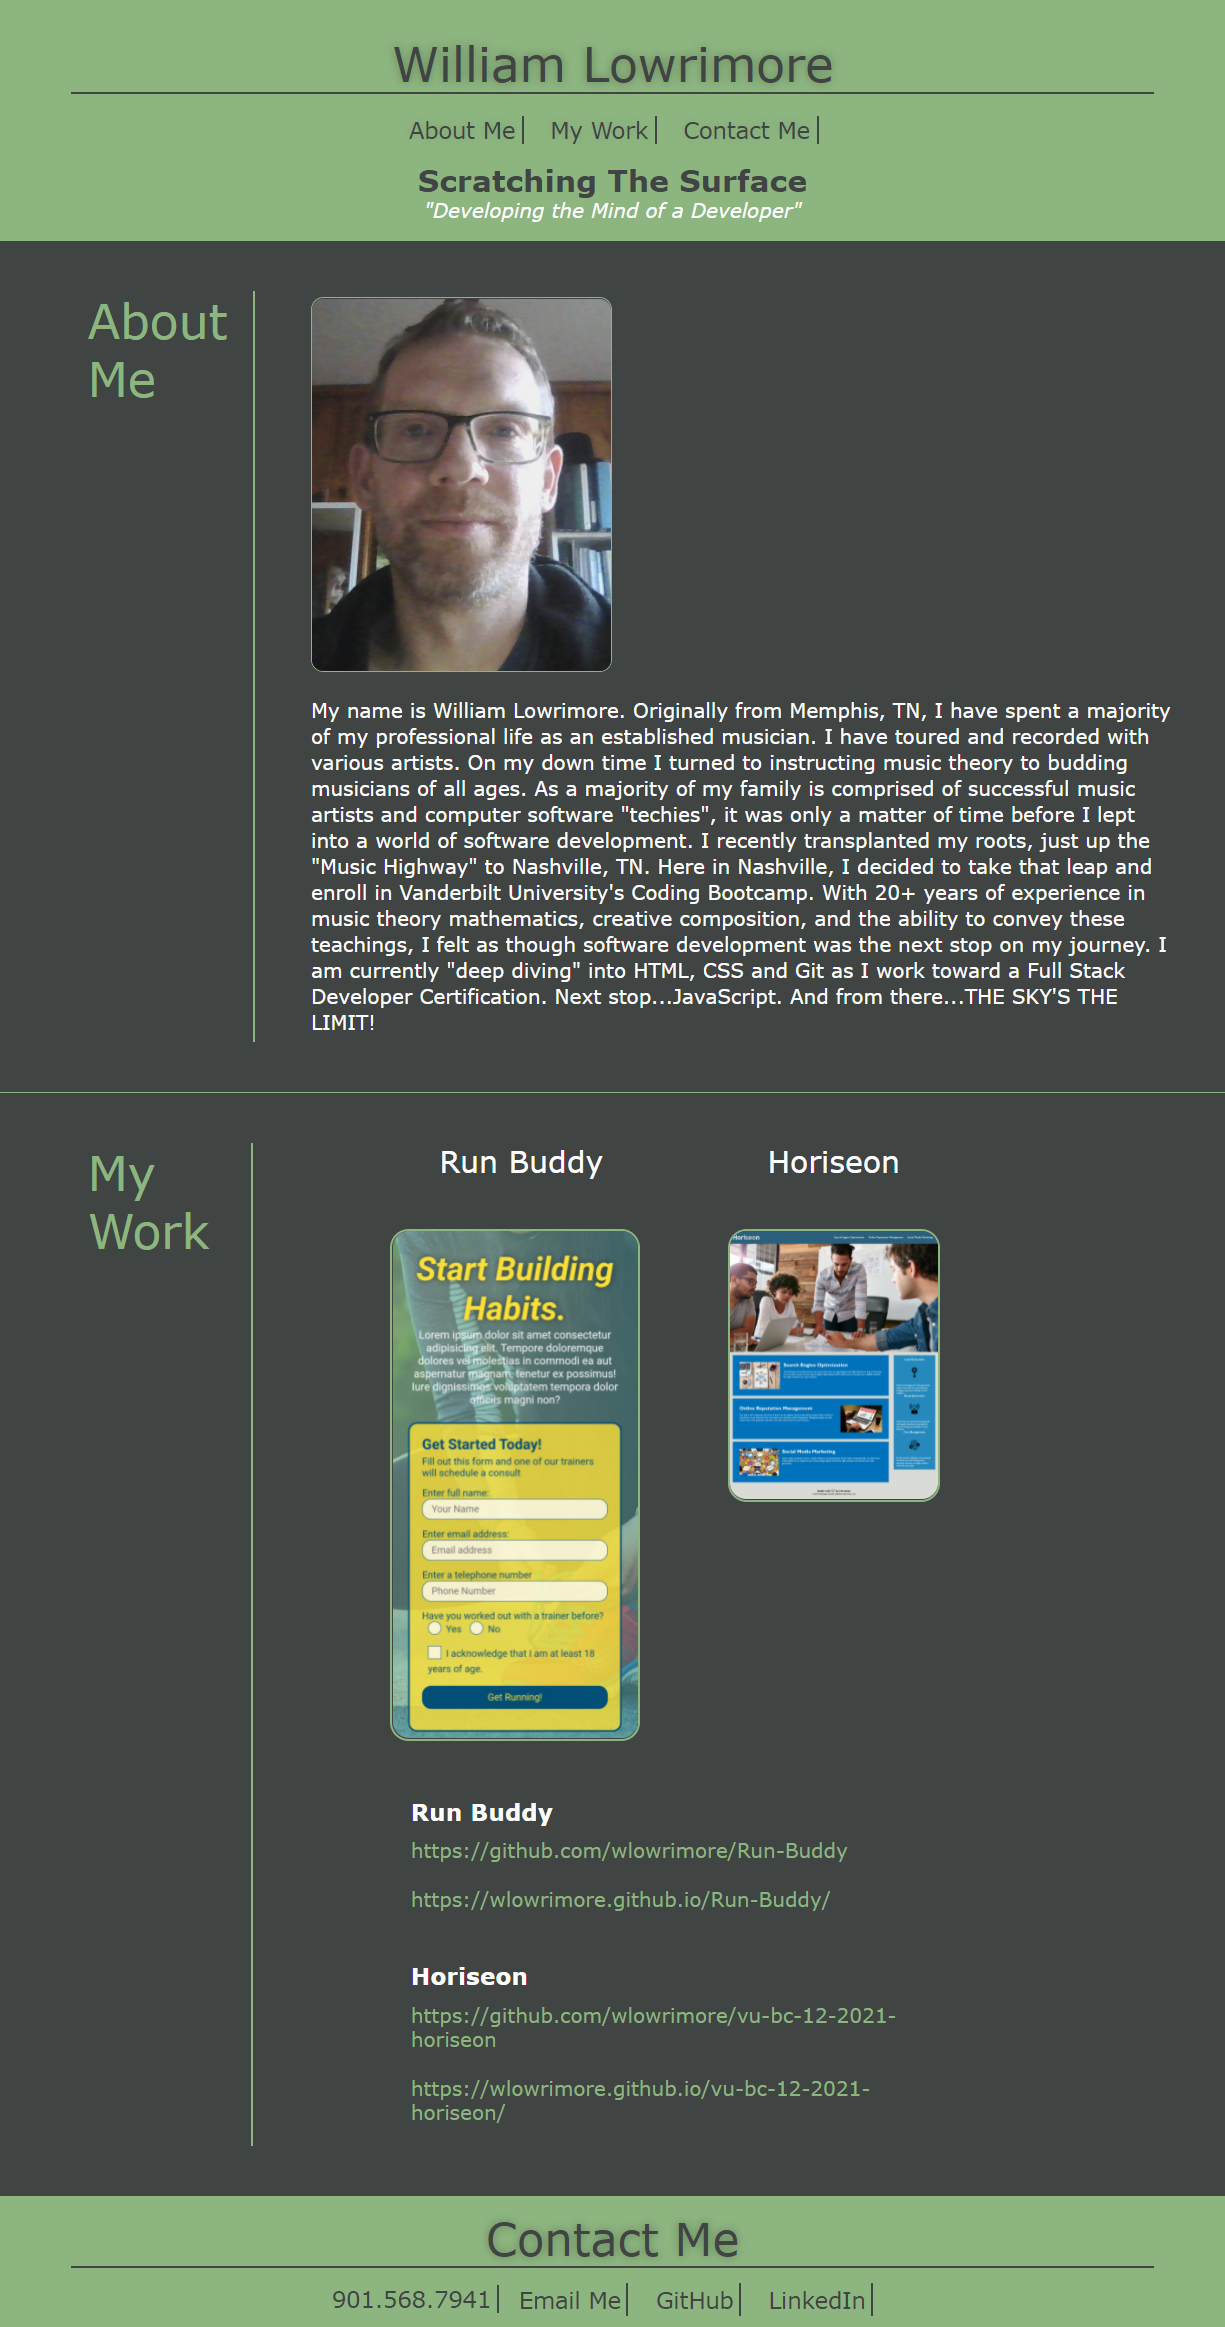 William Lowrimore
About Me
My Work
Contact Me
Scratching The Surface
"Developing the Mind of a Developer"
About
Me
My name is William Lowrimore. Originally from Memphis, TN, I have spent a majority
of my professional life as an established musician. I have toured and recorded with
various artists. On my down time I turned to instructing music theory to budding
musicians of all ages. As a majority of my family is comprised of successful music
artists and computer software "techies", it was only a matter of time before I lept
into a world of software development. I recently transplanted my roots, just up the
"Music Highway" to Nashville, TN. Here in Nashville, I decided to take that leap and
enroll in Vanderbilt University's Coding Bootcamp. With 20+ years of experience in
music theory mathematics, creative composition, and the ability to convey these
teachings, I felt as though software development was the next stop on my journey. I
am currently "deep diving" into HTML, CSS and Git as I work toward a Full Stack
Developer Certification. Next stop...JavaScript. And from there...THE SKY'S THE
LIMIT!
My
Work
Run Buddy
Start Building
Habits.
Lorem ipsum dolor sit amet consectetur
adipisicing elit. Tempore doloremque
dolores vel molestias in commodi ea aut
aspernatur magnam, tenetur ex possimus!
Iure dignissimos voluptatem tempora dolor
officiis magni non?
Get Started Today!
Fill out this form and one of our trainers
will schedule a consult
Enter full name:
Your Name
Enter email address:
Email address
Enter a telephone number
Phone Number
Have you worked out with a trainer before?
Yes No
I acknowledge that I am at least 18
years of age.
Get Running!
Horiseon
Horiseon
Search Engine Optimization
Online Reputation Management
Social Media Marketing
Run Buddy
https://github.com/wlowrimore/Run-Buddy
https://wlowrimore.github.io/Run-Buddy/
Horiseon
https://github.com/wlowrimore/vu-bc-12-2021-
horiseon
https://wlowrimore.github.io/vu-bc-12-2021-
horiseon/
Contact Me
901.568.7941
Email Me
GitHub
LinkedIn